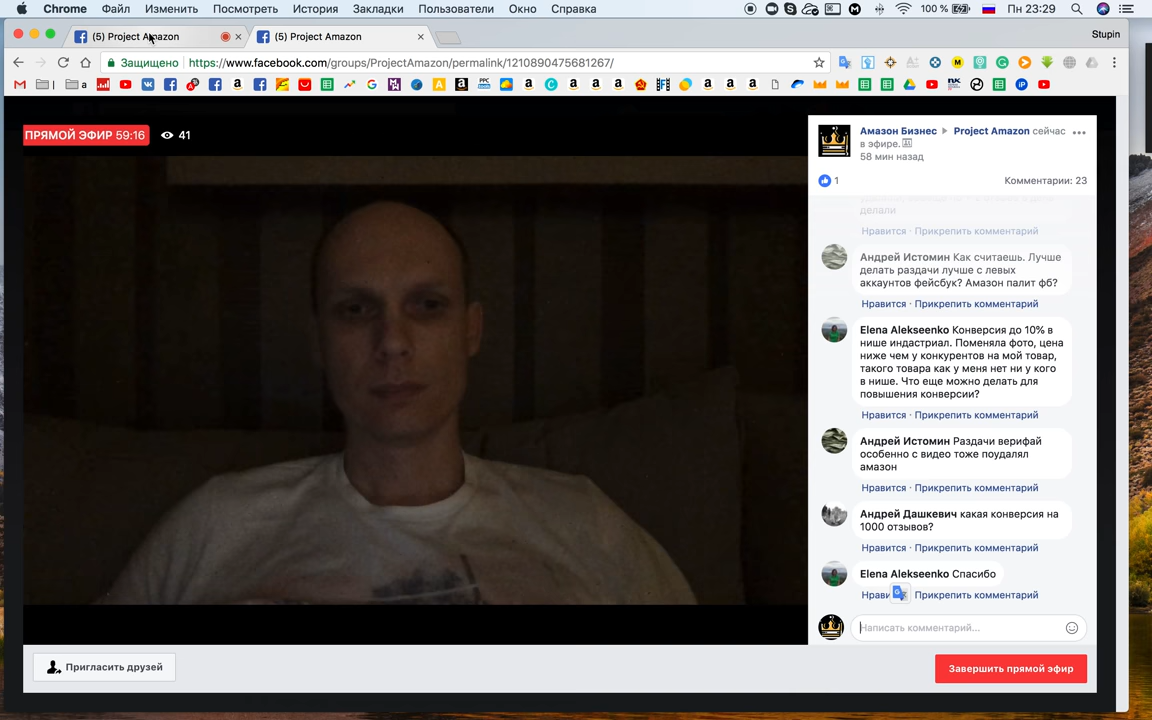 Chrome Файл Изменить Посмотреть История Закладки Пользователи Окно Справка 100 % Пн 23:29
(5) Project Amazon
(5) Project Amazon
Stupin
Защищено https://www.facebook.com/groups/ProjectAmazon/permalink/1210890475681267/
ПРЯМОЙ ЭФИР 59:16 41
Амазон Бизнес Project Amazon сейчас
в эфире.
58 мин назад
1 Комментарии: 23
делали
Нравится · Прикрепить комментарий
Андрей Истомин Как считаешь. Лучше
делать раздачи лучше с левых
аккаунтов фейсбук? Амазон палит фб?
Нравится · Прикрепить комментарий
Elena Alekseenko Конверсия до 10% в
нише индастриал. Поменяла фото, цена
ниже чем у конкурентов на мой товар,
такого товара как у меня нет ни у кого
в нише. Что еще можно делать для
повышения конверсии?
Нравится · Прикрепить комментарий
Андрей Истомин Раздачи верифай
особенно с видео тоже поудалял
амазон
Нравится · Прикрепить комментарий
Андрей Дашкевич какая конверсия на
1000 отзывов?
Нравится · Прикрепить комментарий
Elena Alekseenko Спасибо
Нрави Прикрепить комментарий
Написать комментарий...
Пригласить друзей
Завершить прямой эфир